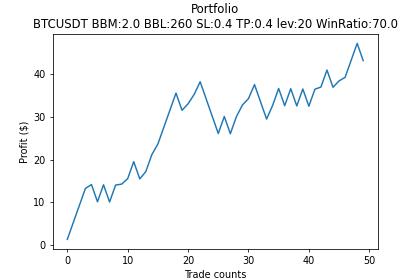 Portfolio
BTCUSDT BBM:2.0 BBL:260 SL:0.4 TP:0.4 lev:20 WinRatio:70.0
40
30
20
10
0
Profit ($)
0 10 20 30 40 50
Trade counts